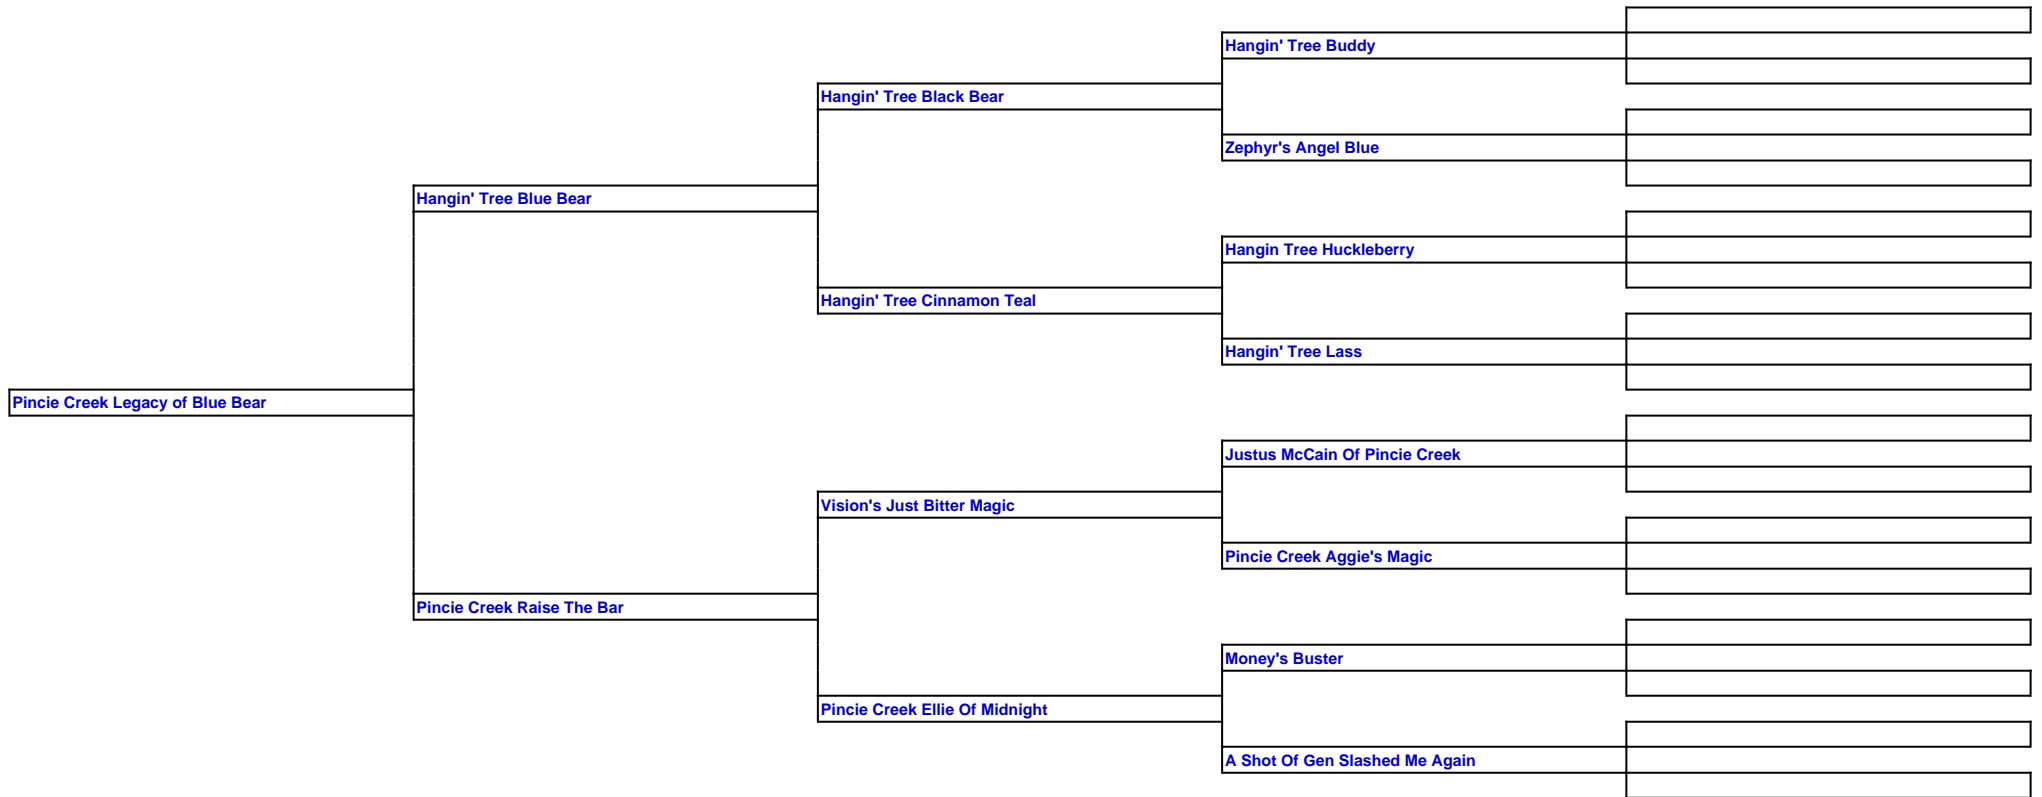 Hangin' Tree Buddy
Hangin' Tree Black Bear
Zephyr's Angel Blue
Hangin' Tree Blue Bear
Hangin Tree Huckleberry
Hangin' Tree Cinnamon Teal
Hangin' Tree Lass
Pincie Creek Legacy of Blue Bear
Justus McCain Of Pincie Creek
Vision's Just Bitter Magic
Pincie Creek Aggie's Magic
Pincie Creek Raise The Bar
Money's Buster
Pincie Creek Ellie Of Midnight
A Shot Of Gen Slashed Me Again